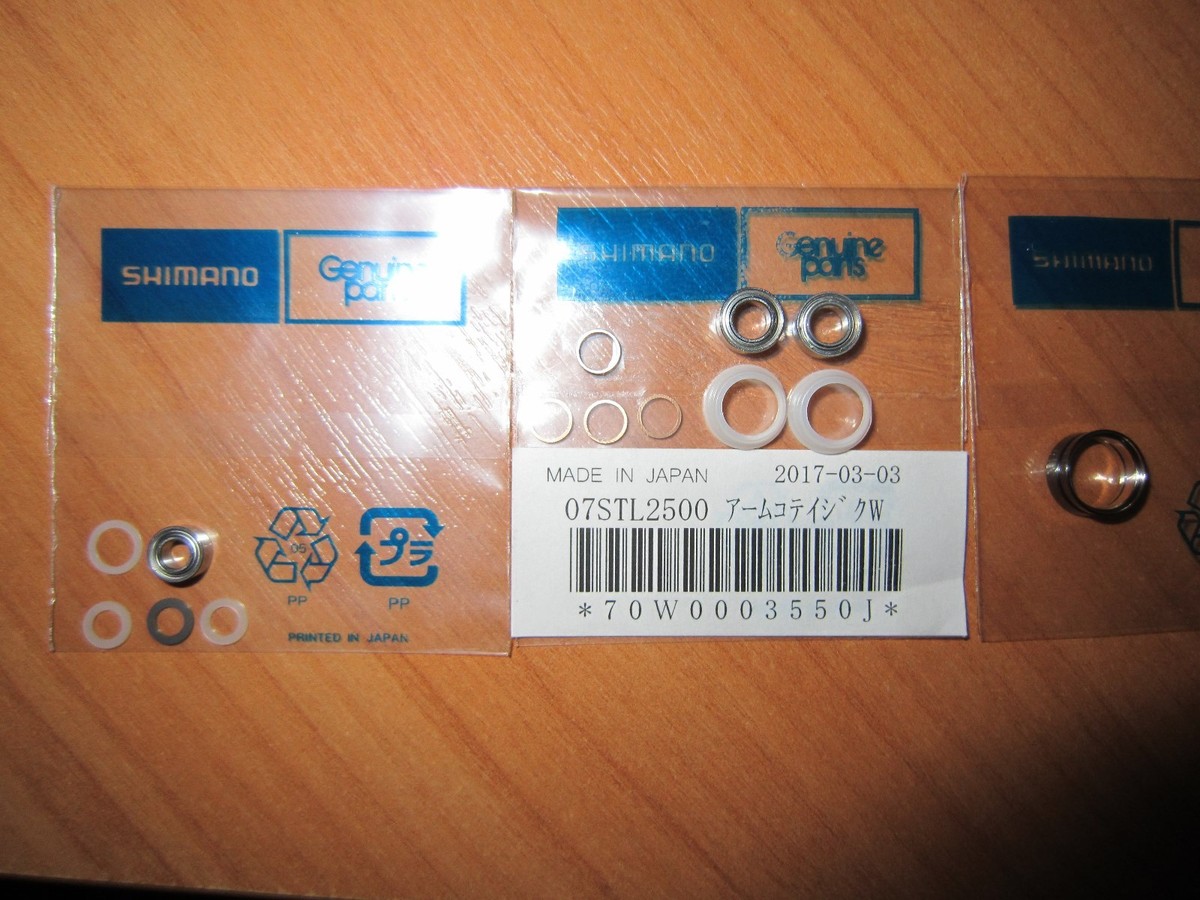 SHIMANO
Genuine
parts
05
PP
プラ
PP
PRINTED IN JAPAN
SHIMANO
Genuine
parts
MADE IN JAPAN 2017-03-03
07STL2500 アームコテイジクW
*70W0003550J*
SHIMANO